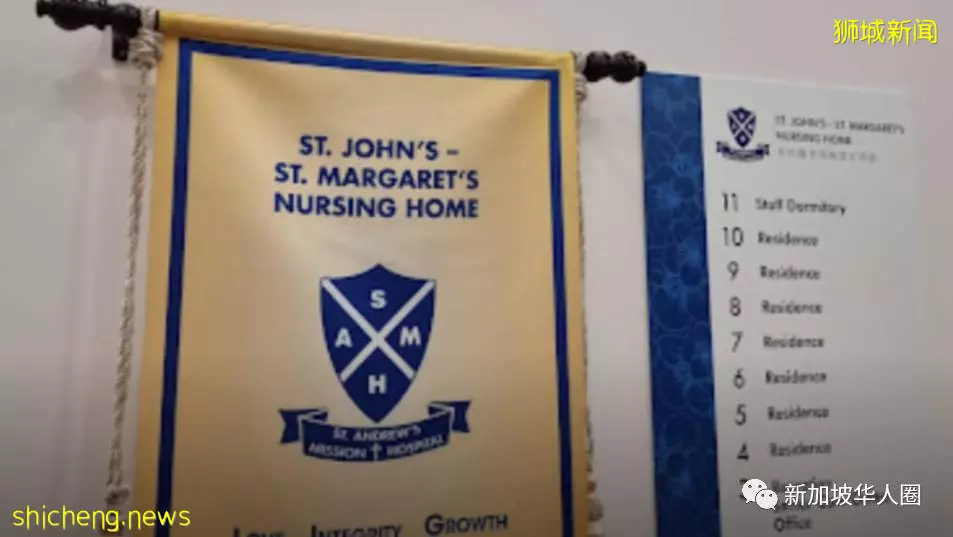 狮城新闻
ST. JOHN'S –
ST. MARGARET'S
NURSING HOME
S
A M
H
ST. ANDREW'S
MISSION HOSPITAL
LOVE INTEGRITY GROWTH
ST. JOHN'S – ST. MARGARET'S
NURSING HOME
11 Staff Dormitory
10 Residence
9 Residence
8 Residence
7 Residence
6 Residence
5 Residence
4 Residence
Office
新加坡华人圈
shicheng.news